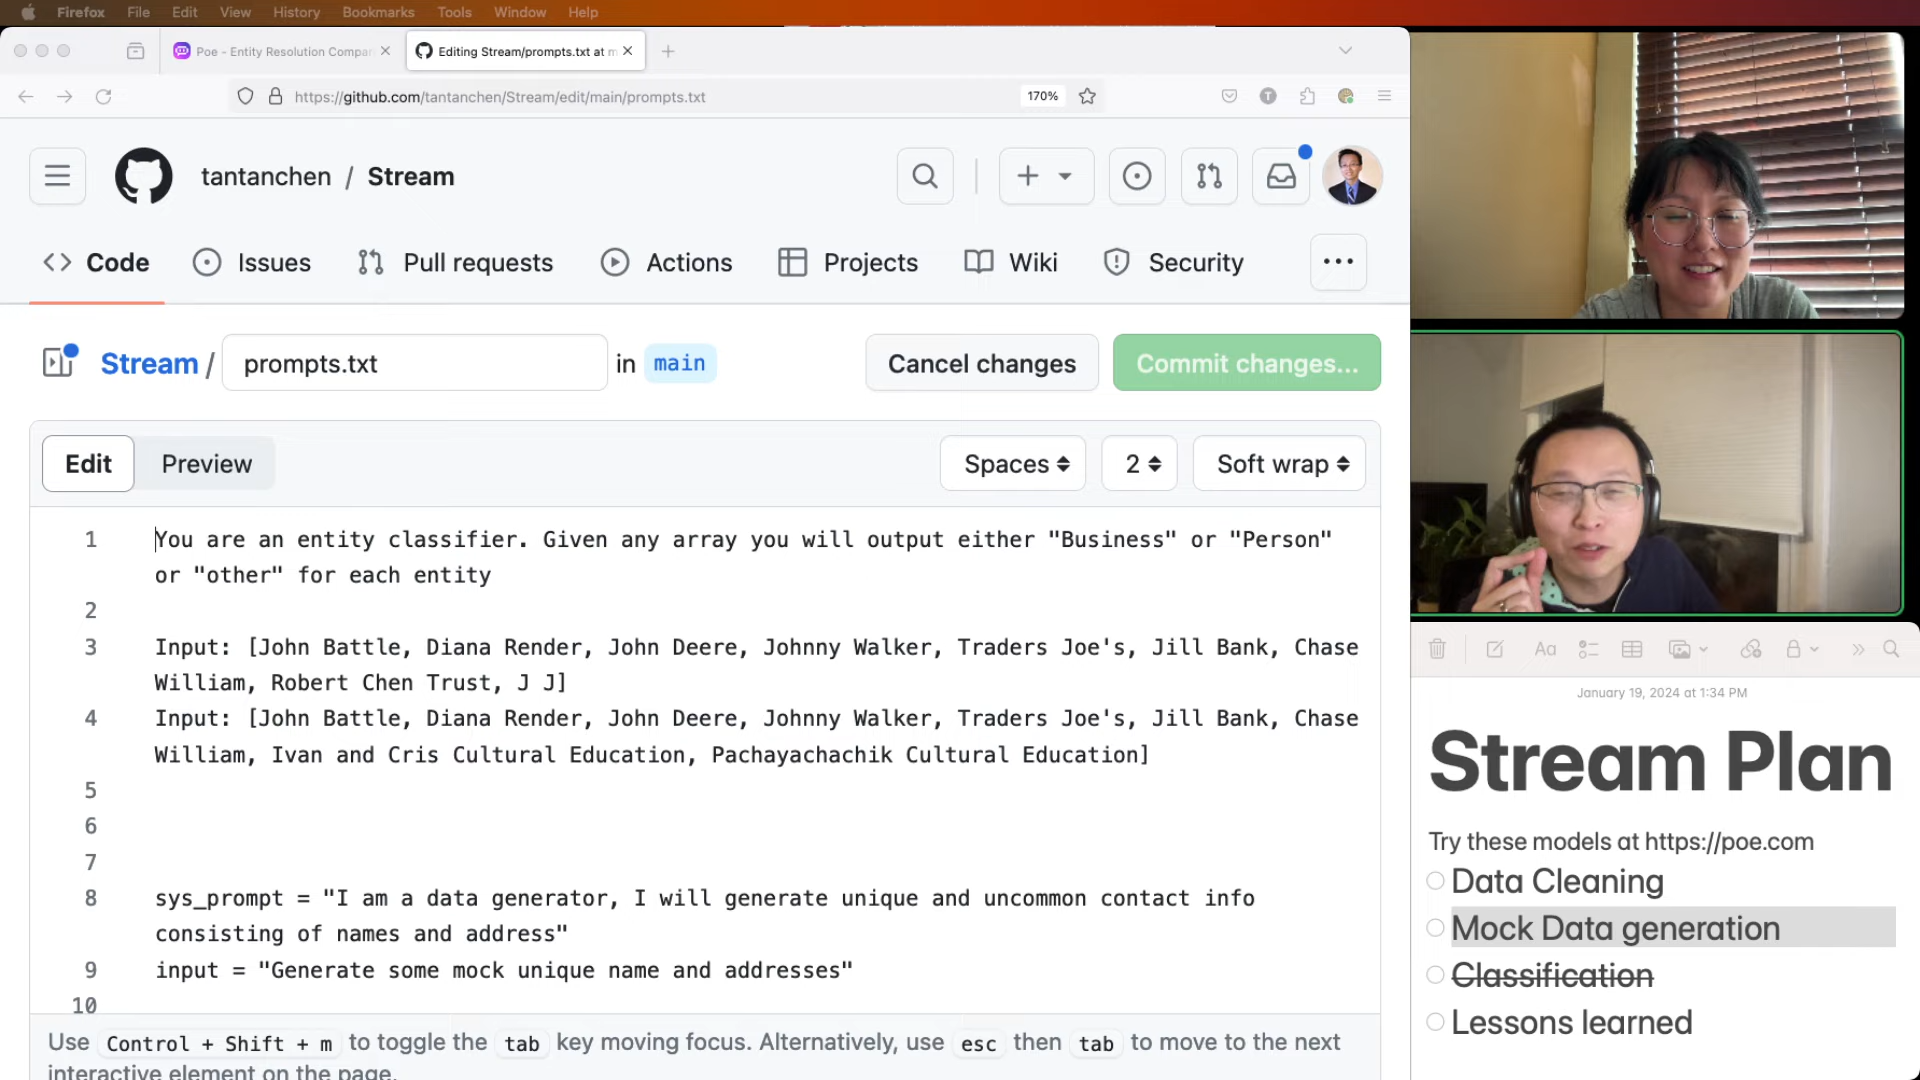 Firefox File Edit View History Bookmarks Tools Window Help
Poe - Entity Resolution Compar
Editing Stream/prompts.txt at m
https://github.com/tantanchen/Stream/edit/main/prompts.txt
170%
T
tantanchen / Stream
<> Code
Issues
Pull requests
Actions
Projects
Wiki
Security
Stream / prompts.txt in main
Cancel changes
Commit changes...
Edit Preview
Spaces 2 Soft wrap
1 You are an entity classifier. Given any array you will output either "Business" or "Person"
or "other" for each entity
2
3 Input: [John Battle, Diana Render, John Deere, Johnny Walker, Traders Joe's, Jill Bank, Chase
William, Robert Chen Trust, J J]
4 Input: [John Battle, Diana Render, John Deere, Johnny Walker, Traders Joe's, Jill Bank, Chase
William, Ivan and Cris Cultural Education, Pachayachachik Cultural Education]
5
6
7
8 sys_prompt = "I am a data generator, I will generate unique and uncommon contact info
consisting of names and address"
9 input = "Generate some mock unique name and addresses"
10
Use Control + Shift + m to toggle the tab key moving focus. Alternatively, use esc then tab to move to the next
interactive element on the page.
Aa
January 19, 2024 at 1:34 PM
Stream Plan
Try these models at https://poe.com
Data Cleaning
Mock Data generation
Classification
Lessons learned